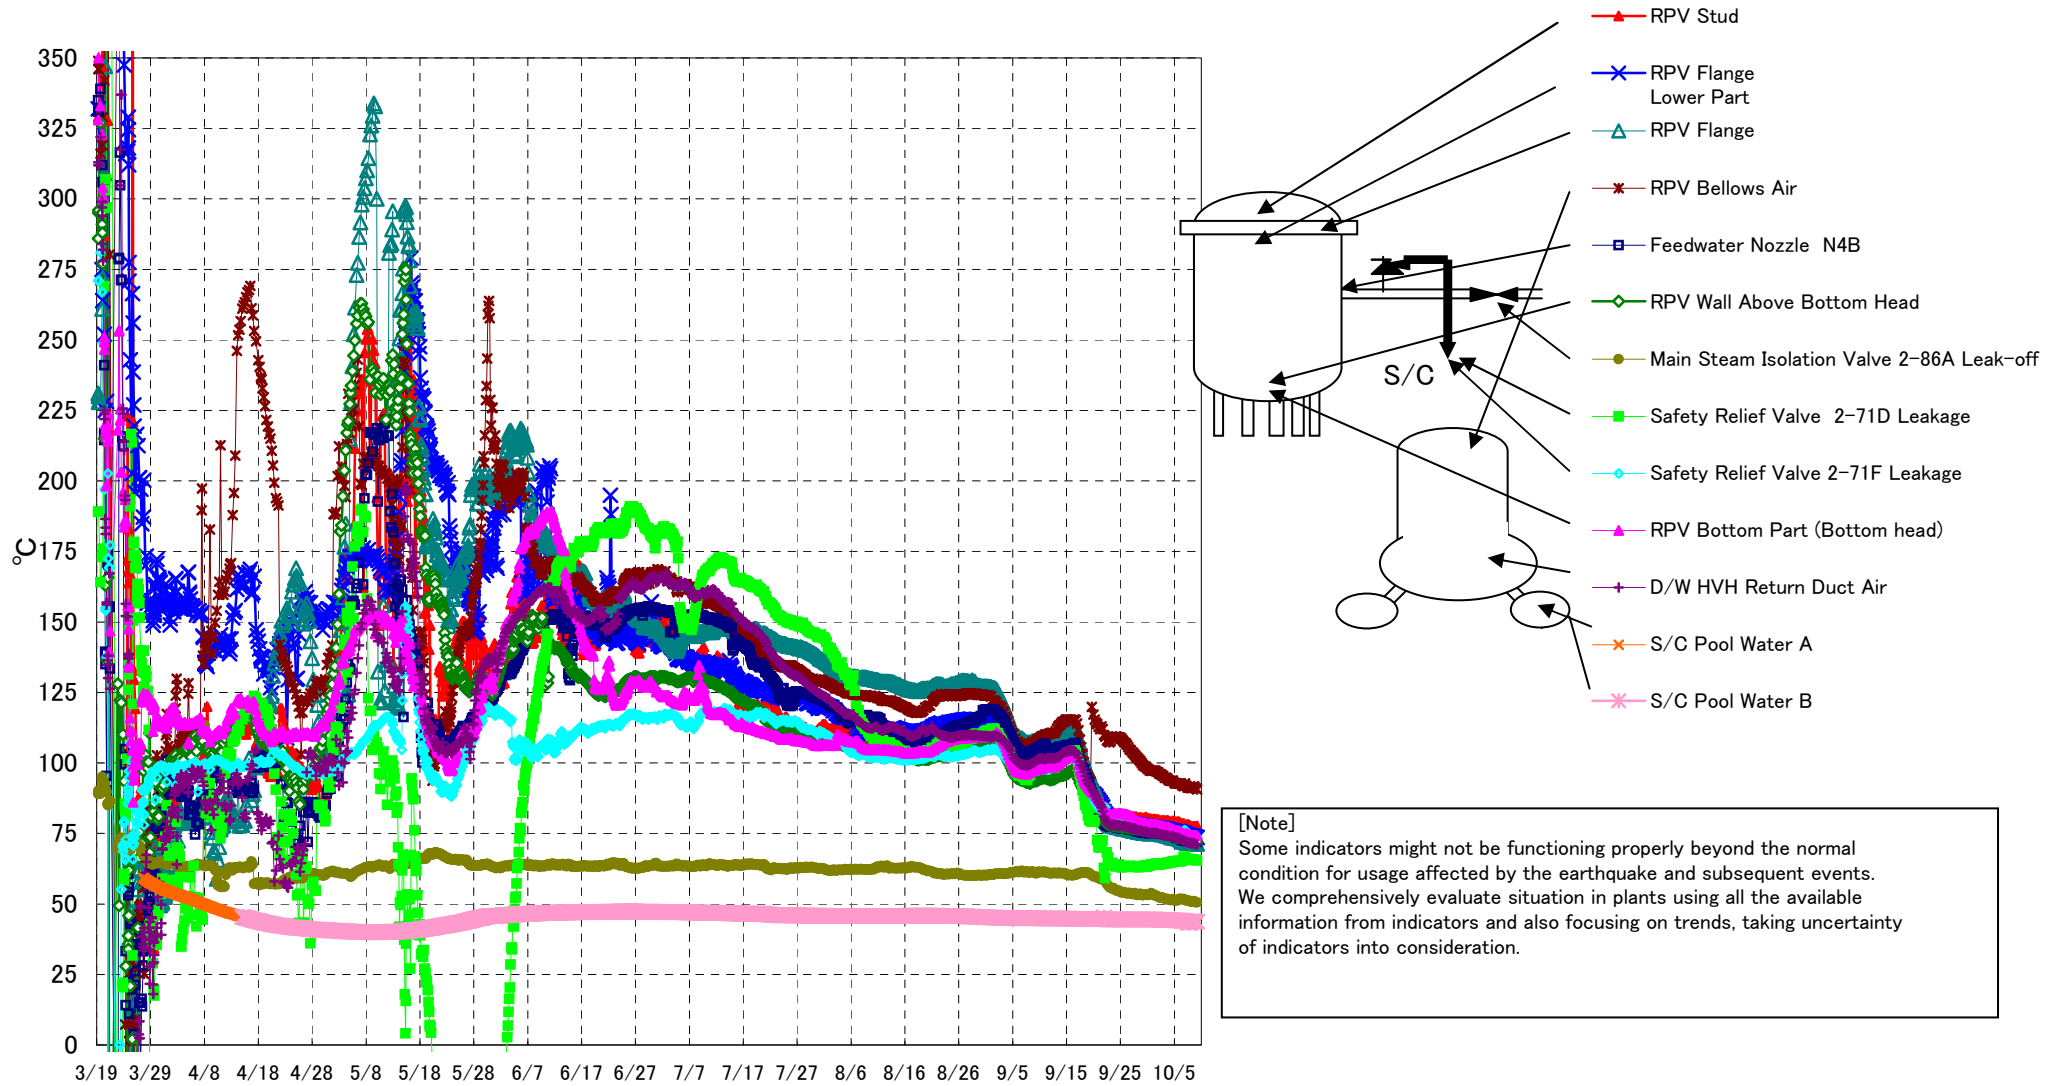 350
325
300
275
250
225
200
175
150
125
100
75
50
25
0
℃
3/19 3/29 4/8 4/18 4/28 5/8 5/18 5/28 6/7 6/17 6/27 7/7 7/17 7/27 8/6 8/16 8/26 9/5 9/15 9/25 10/5
RPV Stud
RPV Flange
Lower Part
RPV Flange
RPV Bellows Air
Feedwater Nozzle N4B
RPV Wall Above Bottom Head
Main Steam Isolation Valve 2-86A Leak-off
Safety Relief Valve 2-71D Leakage
Safety Relief Valve 2-71F Leakage
RPV Bottom Part (Bottom head)
D/W HVH Return Duct Air
S/C Pool Water A
S/C Pool Water B
S/C
[Note]
Some indicators might not be functioning properly beyond the normal
condition for usage affected by the earthquake and subsequent events.
We comprehensively evaluate situation in plants using all the available
information from indicators and also focusing on trends, taking uncertainty
of indicators into consideration.